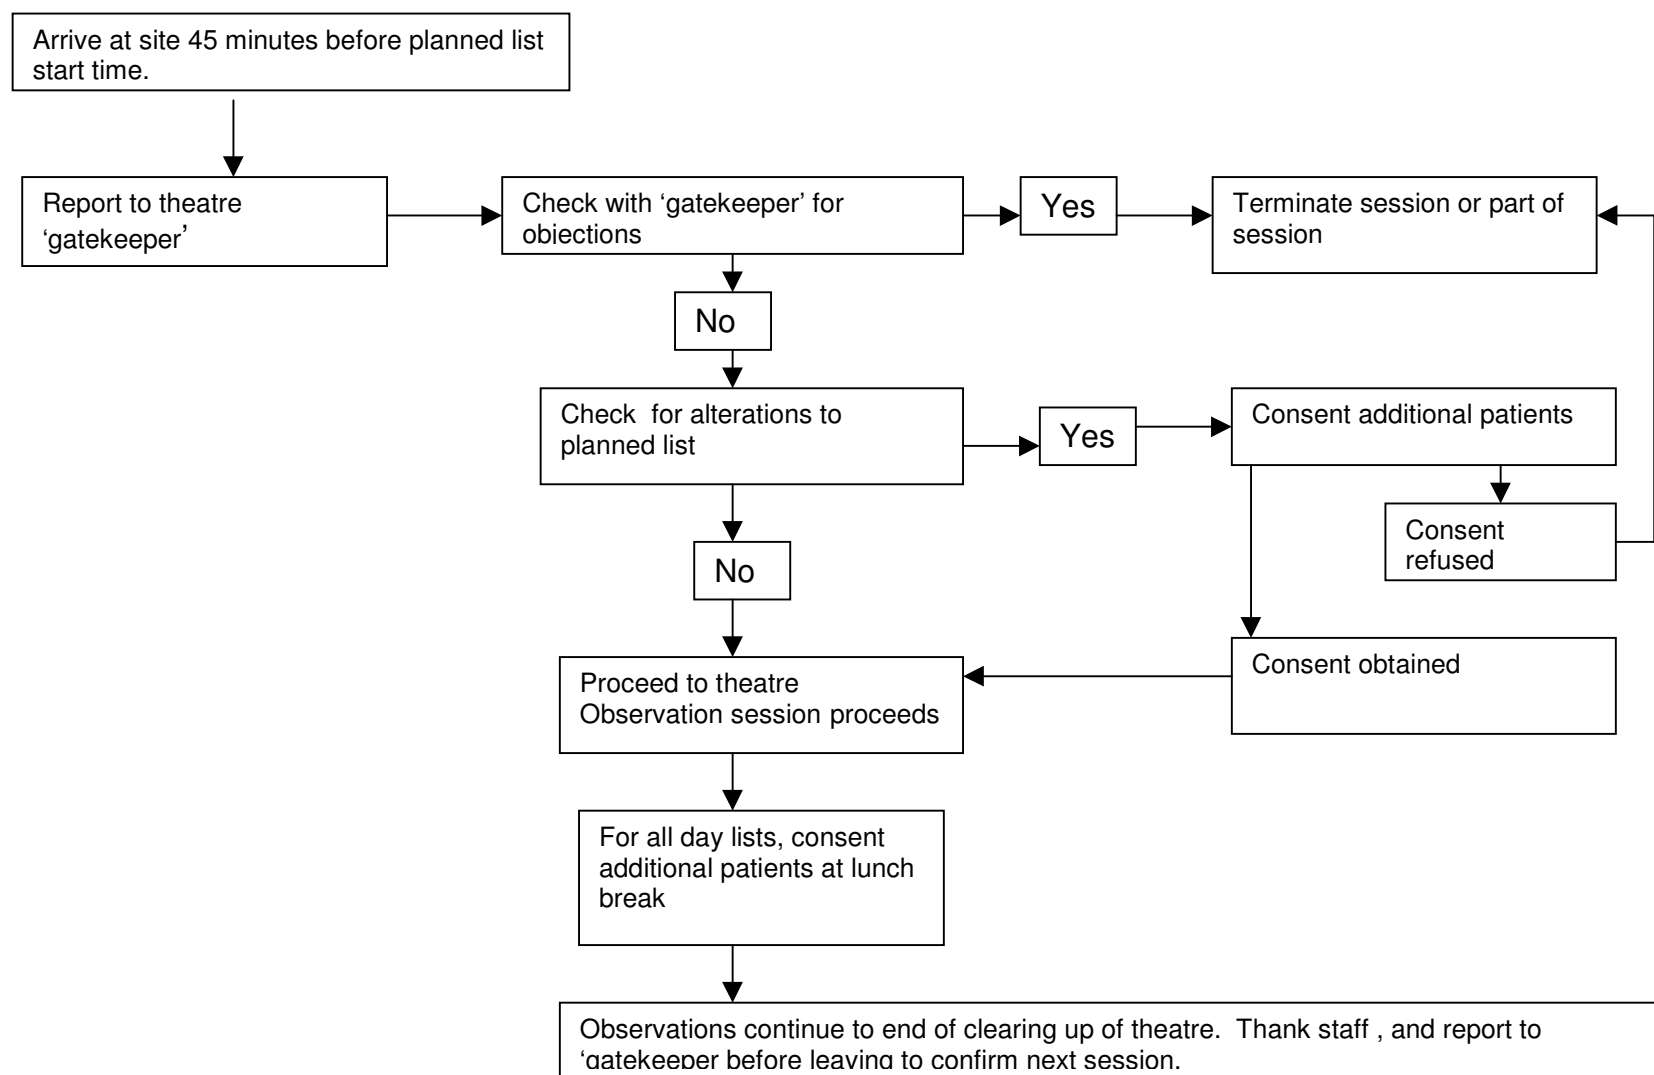 Arrive at site 45 minutes before planned list
start time.
Report to theatre
‘gatekeeper’
Check with ‘gatekeeper’ for
objections
Yes
Terminate session or part of
session
No
Check  for alterations to
planned list
Yes
Consent additional patients
Consent
refused
No
Consent obtained
Proceed to theatre
Observation session proceeds
For all day lists, consent
additional patients at lunch
break
Observations continue to end of clearing up of theatre.  Thank staff , and report to
‘gatekeeper before leaving to confirm next session.